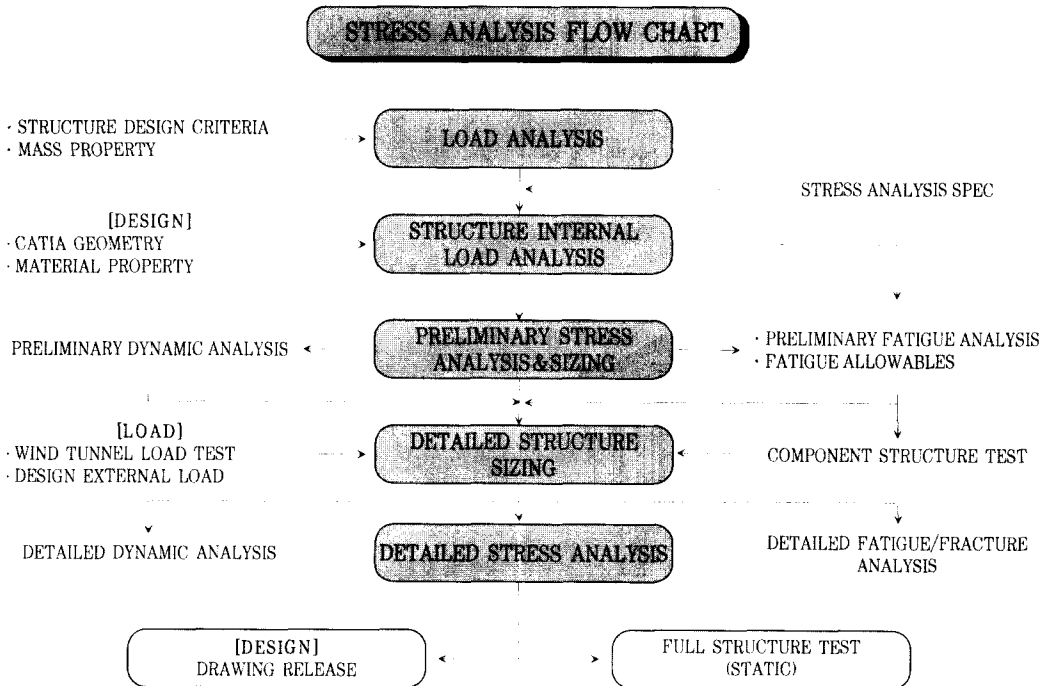 STRESS ANALYSIS FLOW CHART
· STRUCTURE DESIGN CRITERIA
· MASS PROPERTY
LOAD ANALYSIS
STRESS ANALYSIS SPEC
[DESIGN]
· CATIA GEOMETRY
· MATERIAL PROPERTY
STRUCTURE INTERNAL
LOAD ANALYSIS
PRELIMINARY DYNAMIC ANALYSIS
PRELIMINARY STRESS
ANALYSIS&SIZING
· PRELIMINARY FATIGUE ANALYSIS
· FATIGUE ALLOWABLES
[LOAD]
· WIND TUNNEL LOAD TEST
· DESIGN EXTERNAL LOAD
DETAILED STRUCTURE
SIZING
COMPONENT STRUCTURE TEST
DETAILED DYNAMIC ANALYSIS
DETAILED STRESS ANALYSIS
DETAILED FATIGUE/FRACTURE
ANALYSIS
[DESIGN]
DRAWING RELEASE
FULL STRUCTURE TEST
(STATIC)